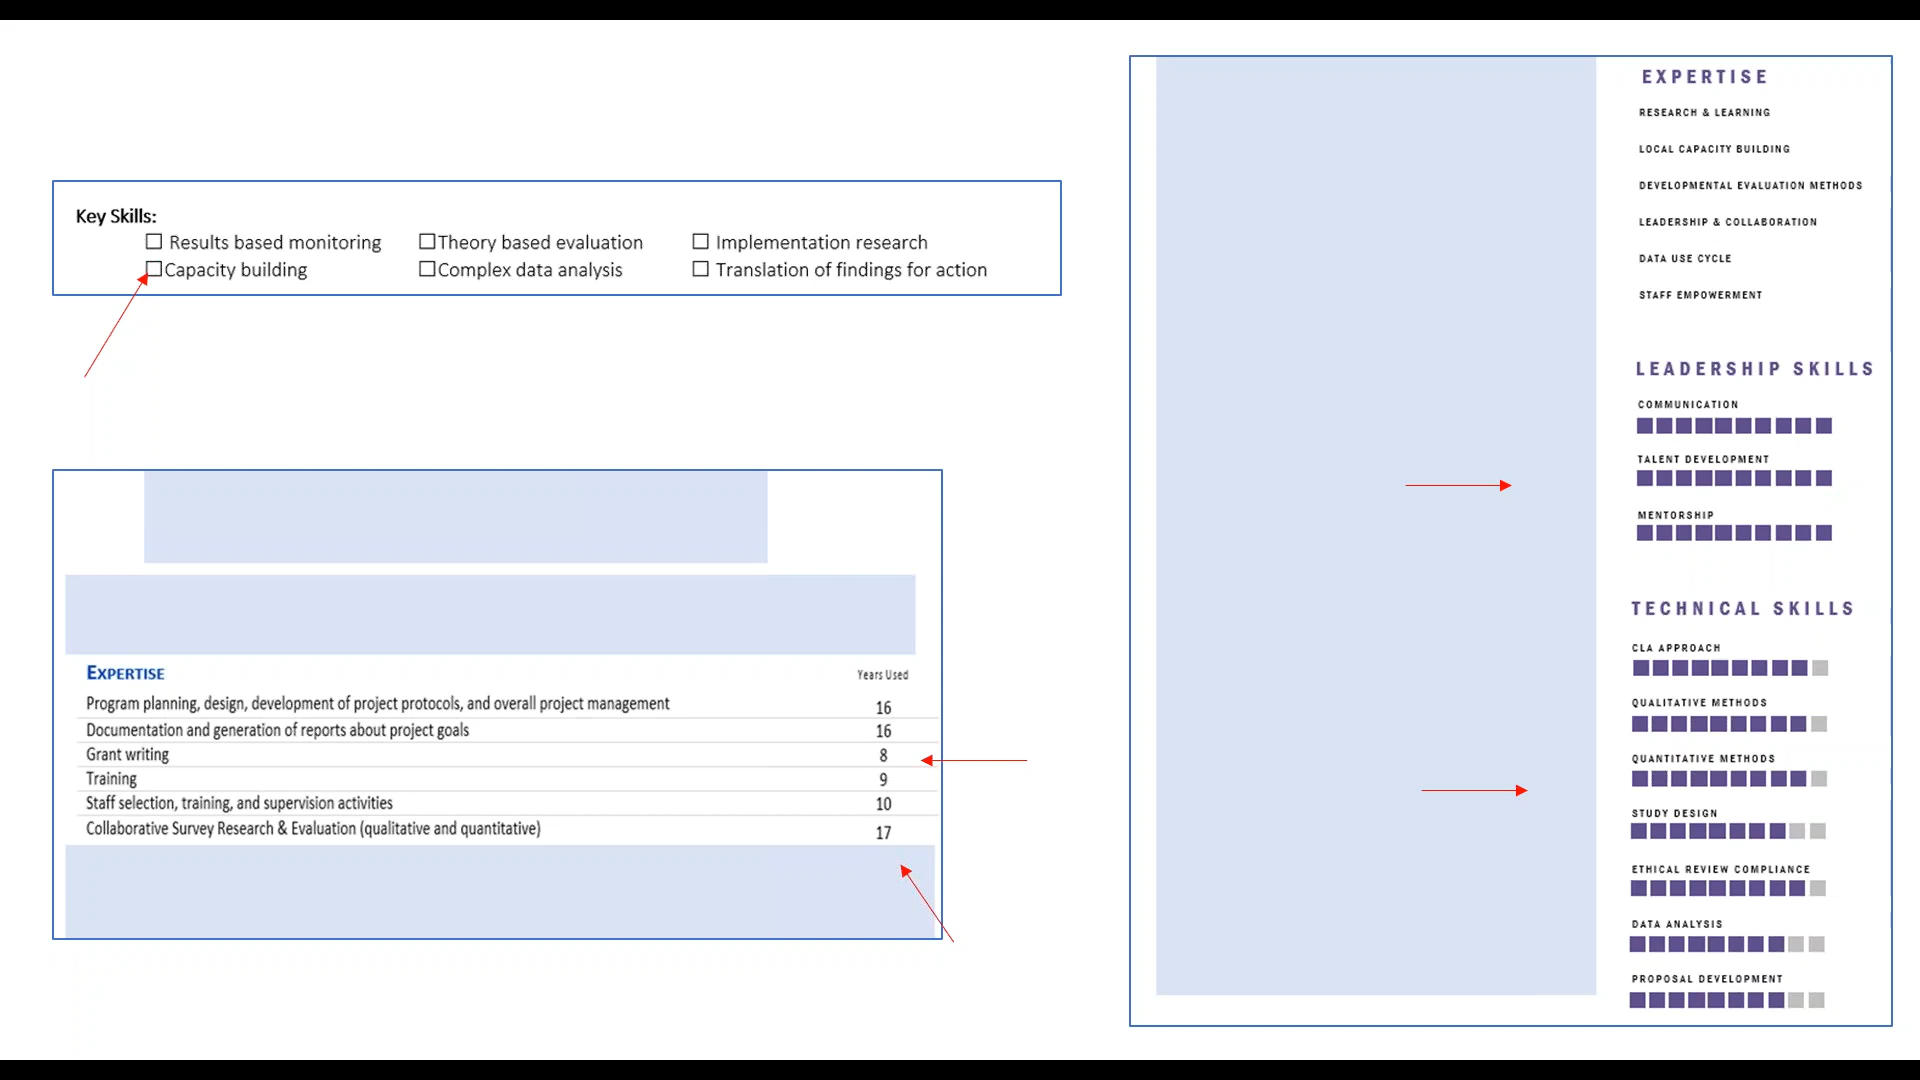 Key Skills:
☐ Results based monitoring ☐Theory based evaluation ☐ Implementation research
☐Capacity building ☐Complex data analysis ☐ Translation of findings for action
EXPERTISE Years Used
Program planning, design, development of project protocols, and overall project management 16
Documentation and generation of reports about project goals 16
Grant writing 8
Training 9
Staff selection, training, and supervision activities 10
Collaborative Survey Research & Evaluation (qualitative and quantitative) 17
EXPERTISE
RESEARCH & LEARNING
LOCAL CAPACITY BUILDING
DEVELOPMENTAL EVALUATION METHODS
LEADERSHIP & COLLABORATION
DATA USE CYCLE
STAFF EMPOWERMENT
LEADERSHIP SKILLS
COMMUNICATION
TALENT DEVELOPMENT
MENTORSHIP
TECHNICAL SKILLS
CLA APPROACH
QUALITATIVE METHODS
QUANTITATIVE METHODS
STUDY DESIGN
ETHICAL REVIEW COMPLIANCE
DATA ANALYSIS
PROPOSAL DEVELOPMENT